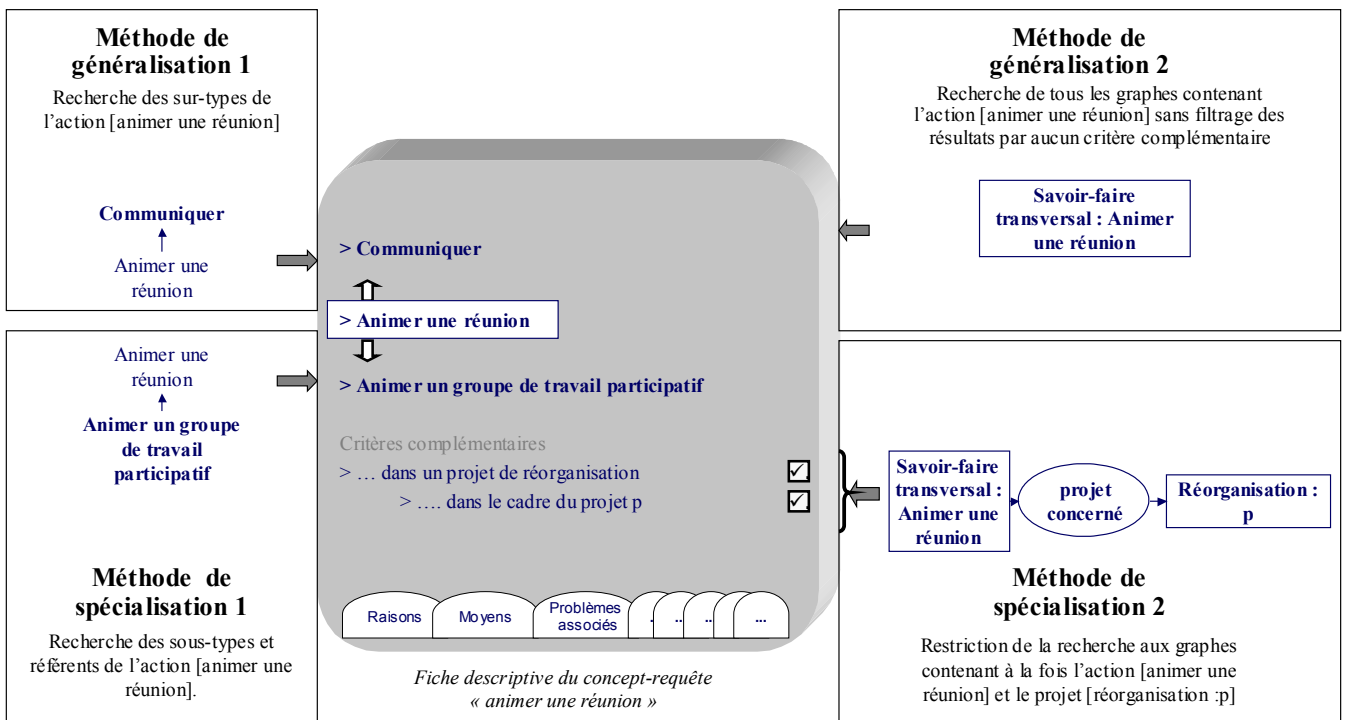 Méthode de
généralisation 1
Recherche des sur-types de
l'action [animer une réunion]
Communiquer
Animer une
réunion
Animer une
réunion
Animer un groupe
de travail
participatif
Méthode de
spécialisation 1
Recherche des sous-types et
référents de l'action [animer une
réunion].
> Communiquer
> Animer une réunion
> Animer un groupe de travail participatif
Critères complémentaires
> … dans un projet de réorganisation
> …. dans le cadre du projet p
Raisons
Moyens
Problèmes
associés
.
..
..
...
Fiche descriptive du concept-requête
« animer une réunion »
Méthode de
généralisation 2
Recherche de tous les graphes contenant
l'action [animer une réunion] sans filtrage des
résultats par aucun critère complémentaire
Savoir-faire
transversal : Animer
une réunion
Savoir-faire
transversal :
Animer une
réunion
projet
concerné
Réorganisation :
p
Méthode de
spécialisation 2
Restriction de la recherche aux graphes
contenant à la fois l'action [animer une
réunion] et le projet [réorganisation :p]